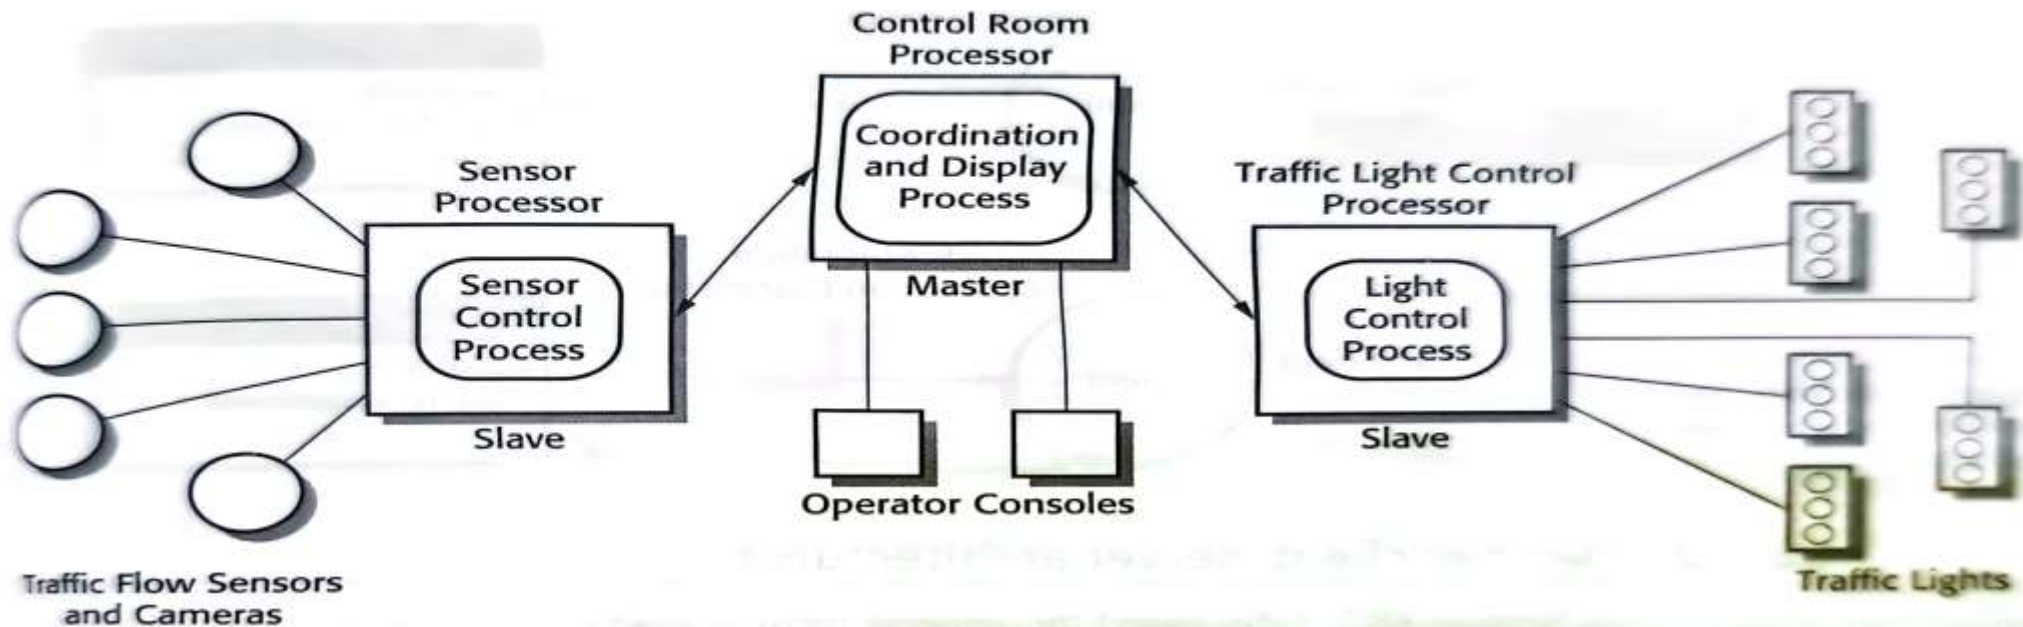 Control Room
Processor
Coordination
and Display
Process
Master
Sensor
Processor
Sensor
Control
Process
Slave
Traffic Light Control
Processor
Light
Control
Process
Slave
Operator Consoles
Traffic Flow Sensors
and Cameras
Traffic Lights